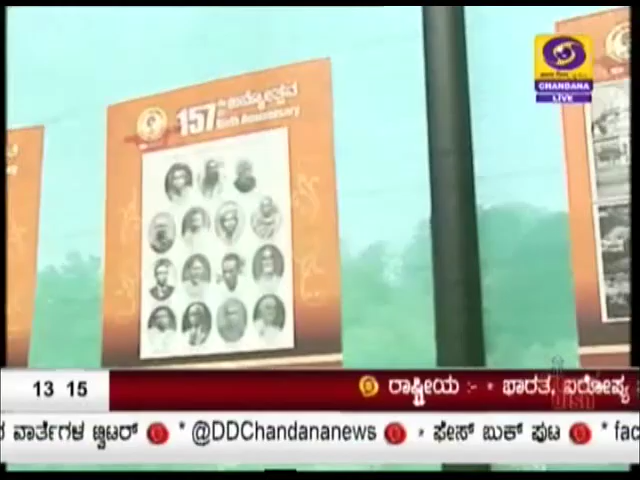 157 ನೇ ಜನ್ಮೋತ್ಸವ
Birth Anniversary
CHANDANA
LIVE
13 15
ರಾಷ್ಟ್ರೀಯ :- * ಭಾರತ, ಐರೋಪ್ಯ
ವಾರ್ತೆಗಳ ಟ್ವಿಟರ್ * @DDChandananews * ಫೇಸ್ ಬುಕ್ ಪುಟ * fac